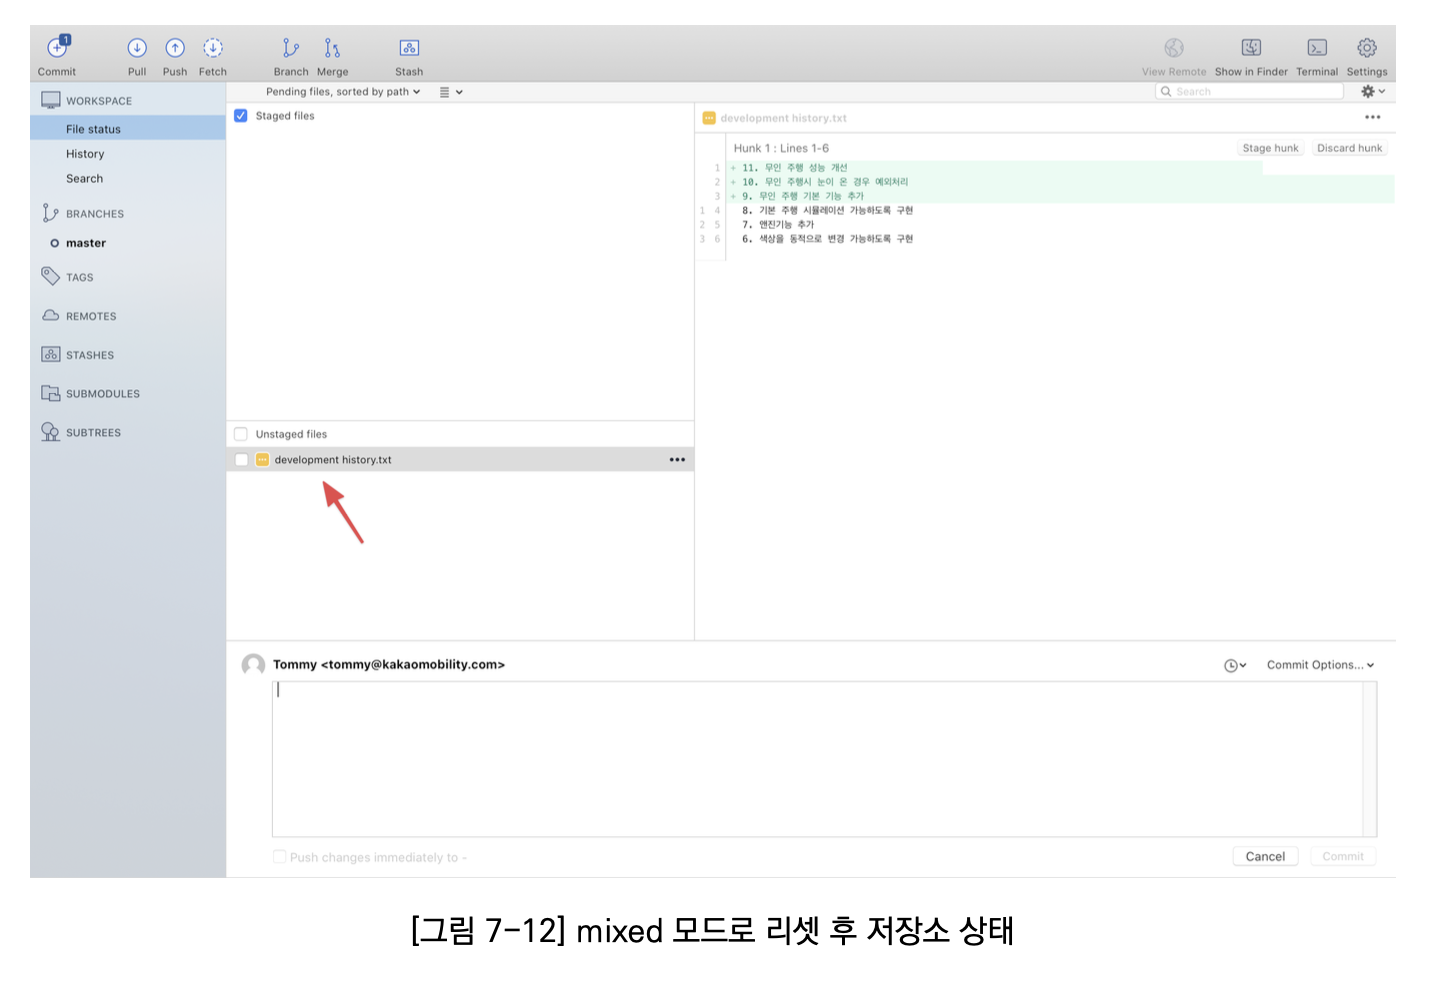 1
Commit
Pull
Push
Fetch
Branch
Merge
Stash
View Remote
Show in Finder
Terminal
Settings
Pending files, sorted by path
Search
WORKSPACE
File status
History
Search
BRANCHES
master
TAGS
REMOTES
STASHES
SUBMODULES
SUBTREES
Staged files
Unstaged files
development history.txt
development history.txt
Hunk 1 : Lines 1-6
Stage hunk
Discard hunk
1 + 11. 무인 주행 성능 개선
2 + 10. 무인 주행시 눈이 온 경우 예외처리
3 + 9. 무인 주행 기본 기능 추가
1 4 8. 기본 주행 시뮬레이션 가능하도록 구현
2 5 7. 앤진기능 추가
3 6 6. 색상을 동적으로 변경 가능하도록 구현
Tommy <tommy@kakaomobility.com>
Commit Options...
Push changes immediately to -
Cancel
Commit
[그림 7-12] mixed 모드로 리셋 후 저장소 상태